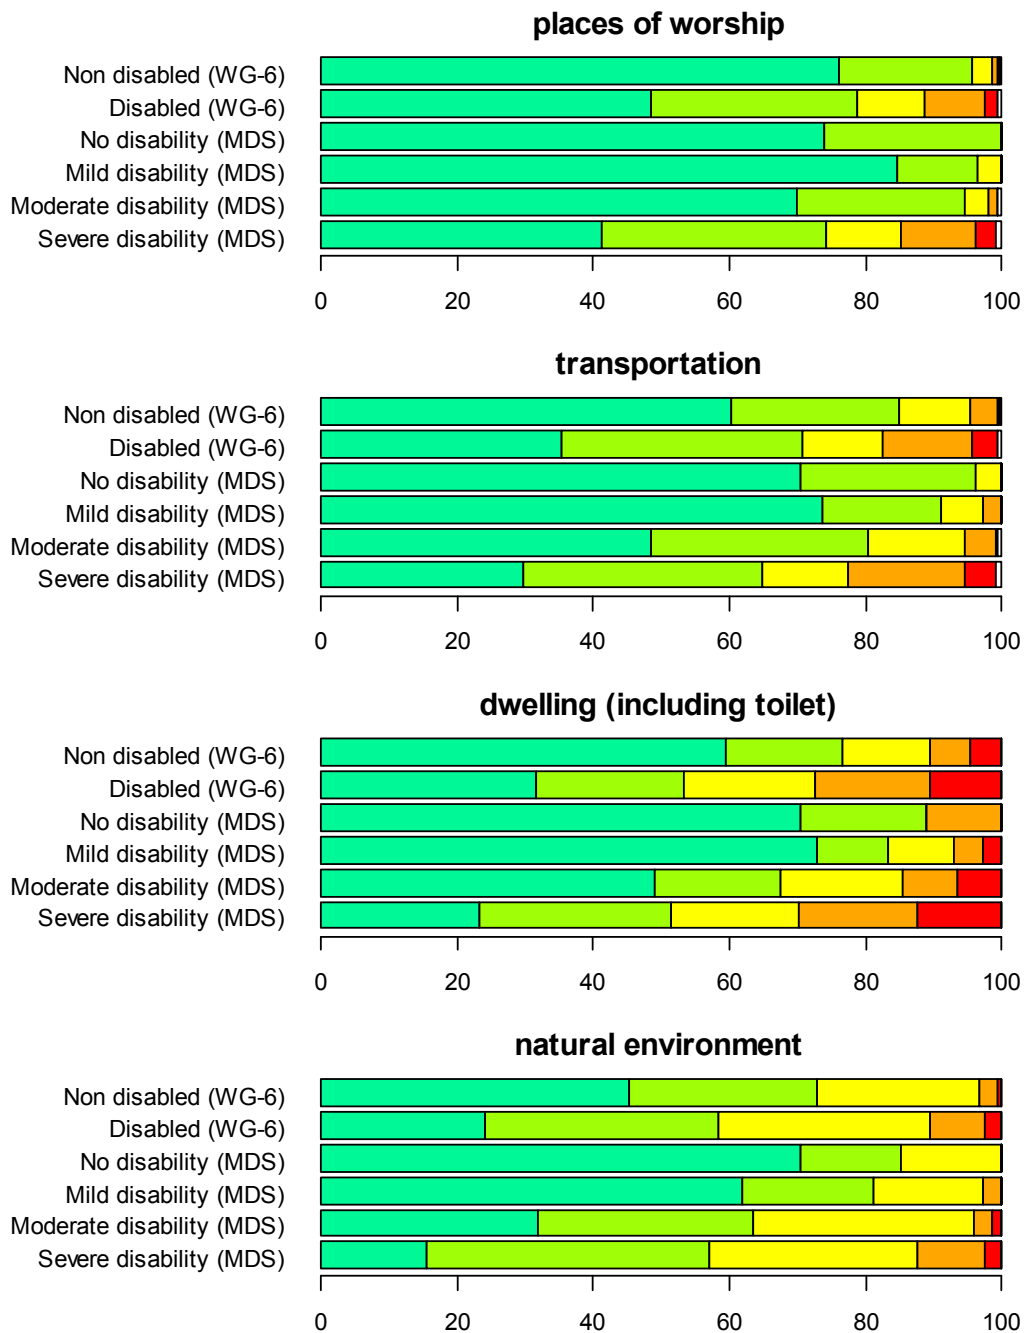 places of worship
Non disabled (WG-6)
Disabled (WG-6)
No disability (MDS)
Mild disability (MDS)
Moderate disability (MDS)
Severe disability (MDS)
0 20 40 60 80 100
transportation
Non disabled (WG-6)
Disabled (WG-6)
No disability (MDS)
Mild disability (MDS)
Moderate disability (MDS)
Severe disability (MDS)
0 20 40 60 80 100
dwelling (including toilet)
Non disabled (WG-6)
Disabled (WG-6)
No disability (MDS)
Mild disability (MDS)
Moderate disability (MDS)
Severe disability (MDS)
0 20 40 60 80 100
natural environment
Non disabled (WG-6)
Disabled (WG-6)
No disability (MDS)
Mild disability (MDS)
Moderate disability (MDS)
Severe disability (MDS)
0 20 40 60 80 100